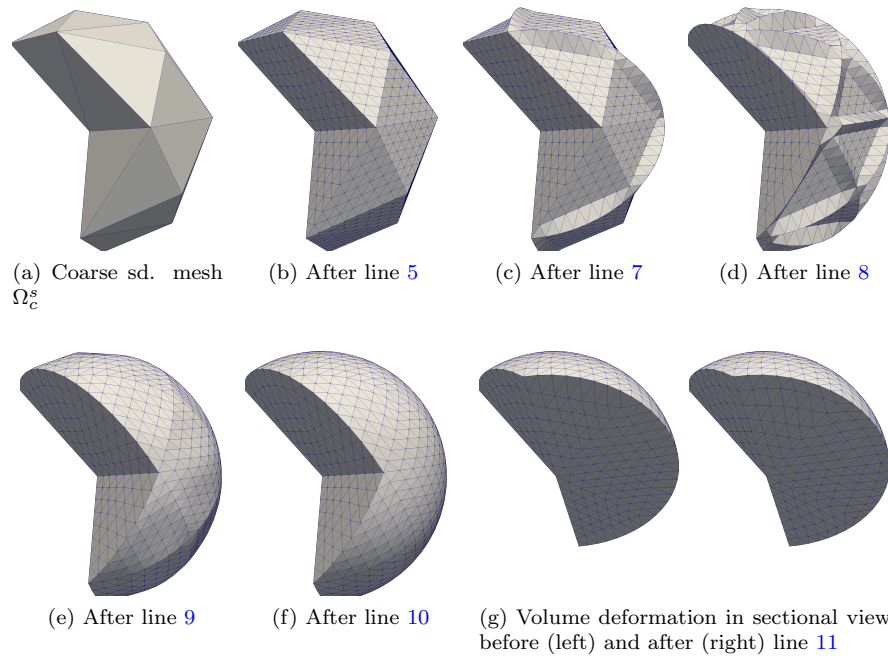 (a) Coarse sd. mesh
Ω_c^s
(b) After line 5
(c) After line 7
(d) After line 8
(e) After line 9
(f) After line 10
(g) Volume deformation in sectional view
before (left) and after (right) line 11